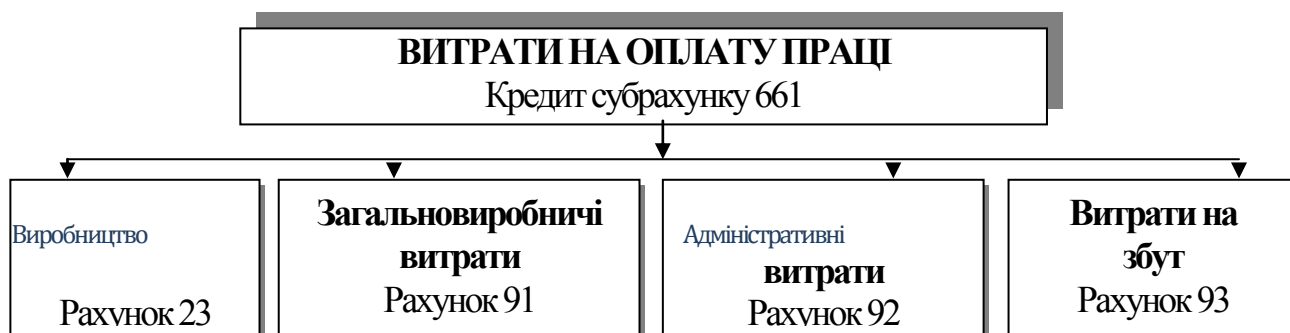 ВИТРАТИ НА ОПЛАТУ ПРАЦІ
Кредит субрахунку 661
Виробництво
Рахунок 23
Загальновиробничі
витрати
Рахунок 91
Адміністративні
витрати
Рахунок 92
Витрати на
збут
Рахунок 93